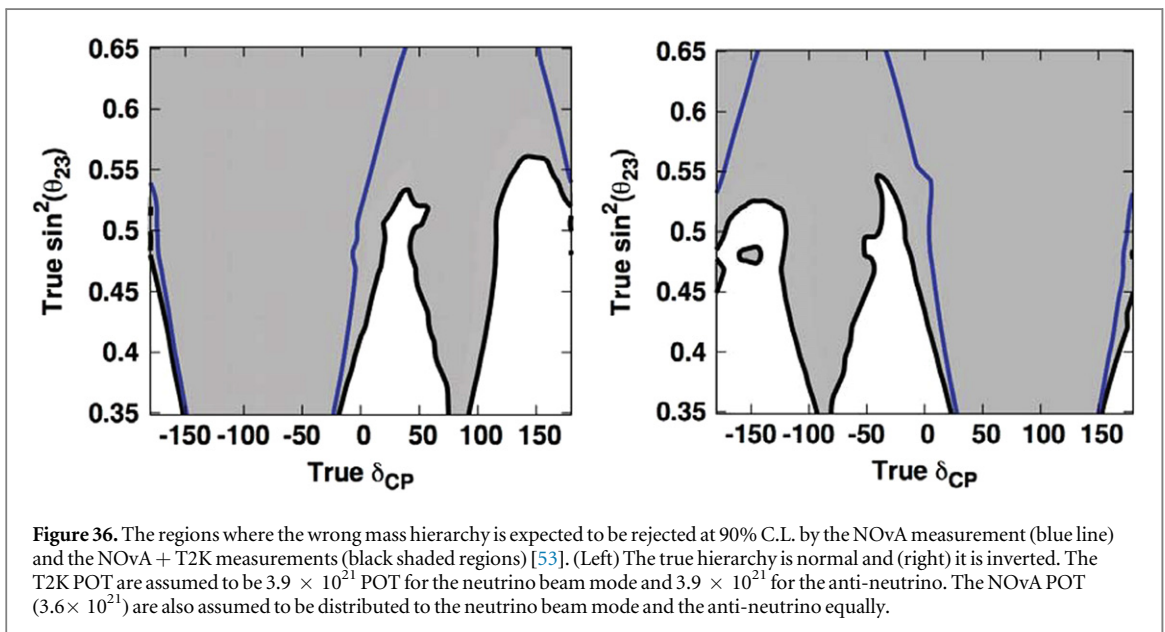 0.65
0.6
0.55
0.5
0.45
0.4
0.35
True sin²(θ₂₃)
-150 -100 -50 0 50 100 150
True δCP
0.65
0.6
0.55
0.5
0.45
0.4
0.35
True sin²(θ₂₃)
-150 -100 -50 0 50 100 150
True δCP
Figure 36. The regions where the wrong mass hierarchy is expected to be rejected at 90% C.L. by the NOvA measurement (blue line)
and the NOvA + T2K measurements (black shaded regions) [53]. (Left) The true hierarchy is normal and (right) it is inverted. The
T2K POT are assumed to be 3.9 × 10²¹ POT for the neutrino beam mode and 3.9 × 10²¹ for the anti-neutrino. The NOvA POT
(3.6× 10²¹) are also assumed to be distributed to the neutrino beam mode and the anti-neutrino equally.